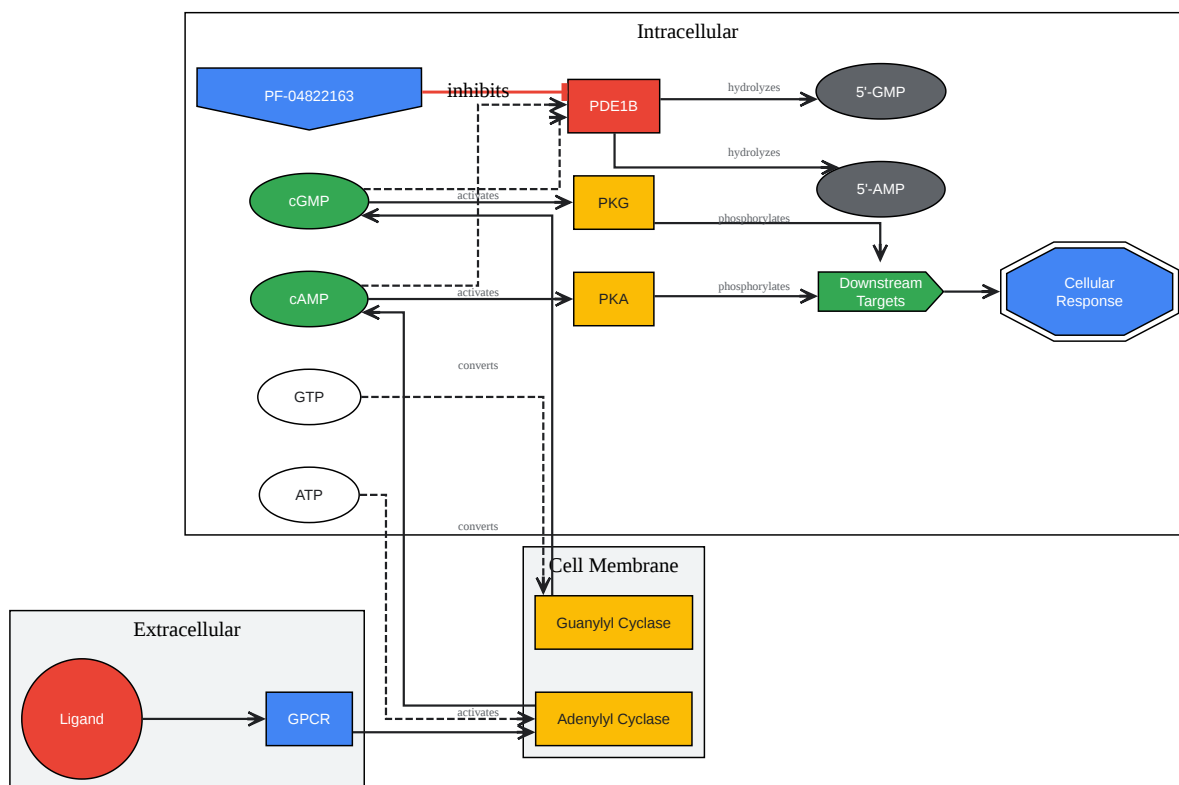 Intracellular
PF-04822163
inhibits
PDE1B
hydrolyzes
5'-GMP
hydrolyzes
5'-AMP
cGMP
activates
PKG
phosphorylates
cAMP
activates
PKA
phosphorylates
Downstream
Targets
Cellular
Response
converts
GTP
ATP
converts
Cell Membrane
Guanylyl Cyclase
Extracellular
Ligand
GPCR
activates
Adenylyl Cyclase